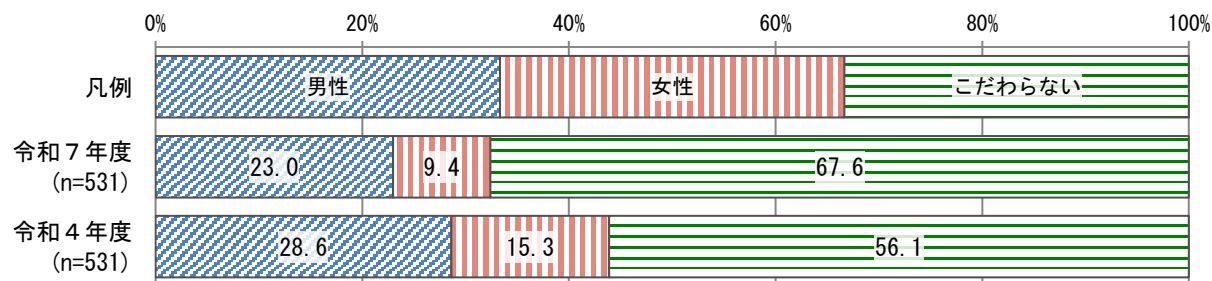 0% 20% 40% 60% 80% 100%
凡例 男性 女性 こだわらない
令和７年度
(n=531)
23.0 9.4 67.6
令和４年度
(n=531)
28.6 15.3 56.1